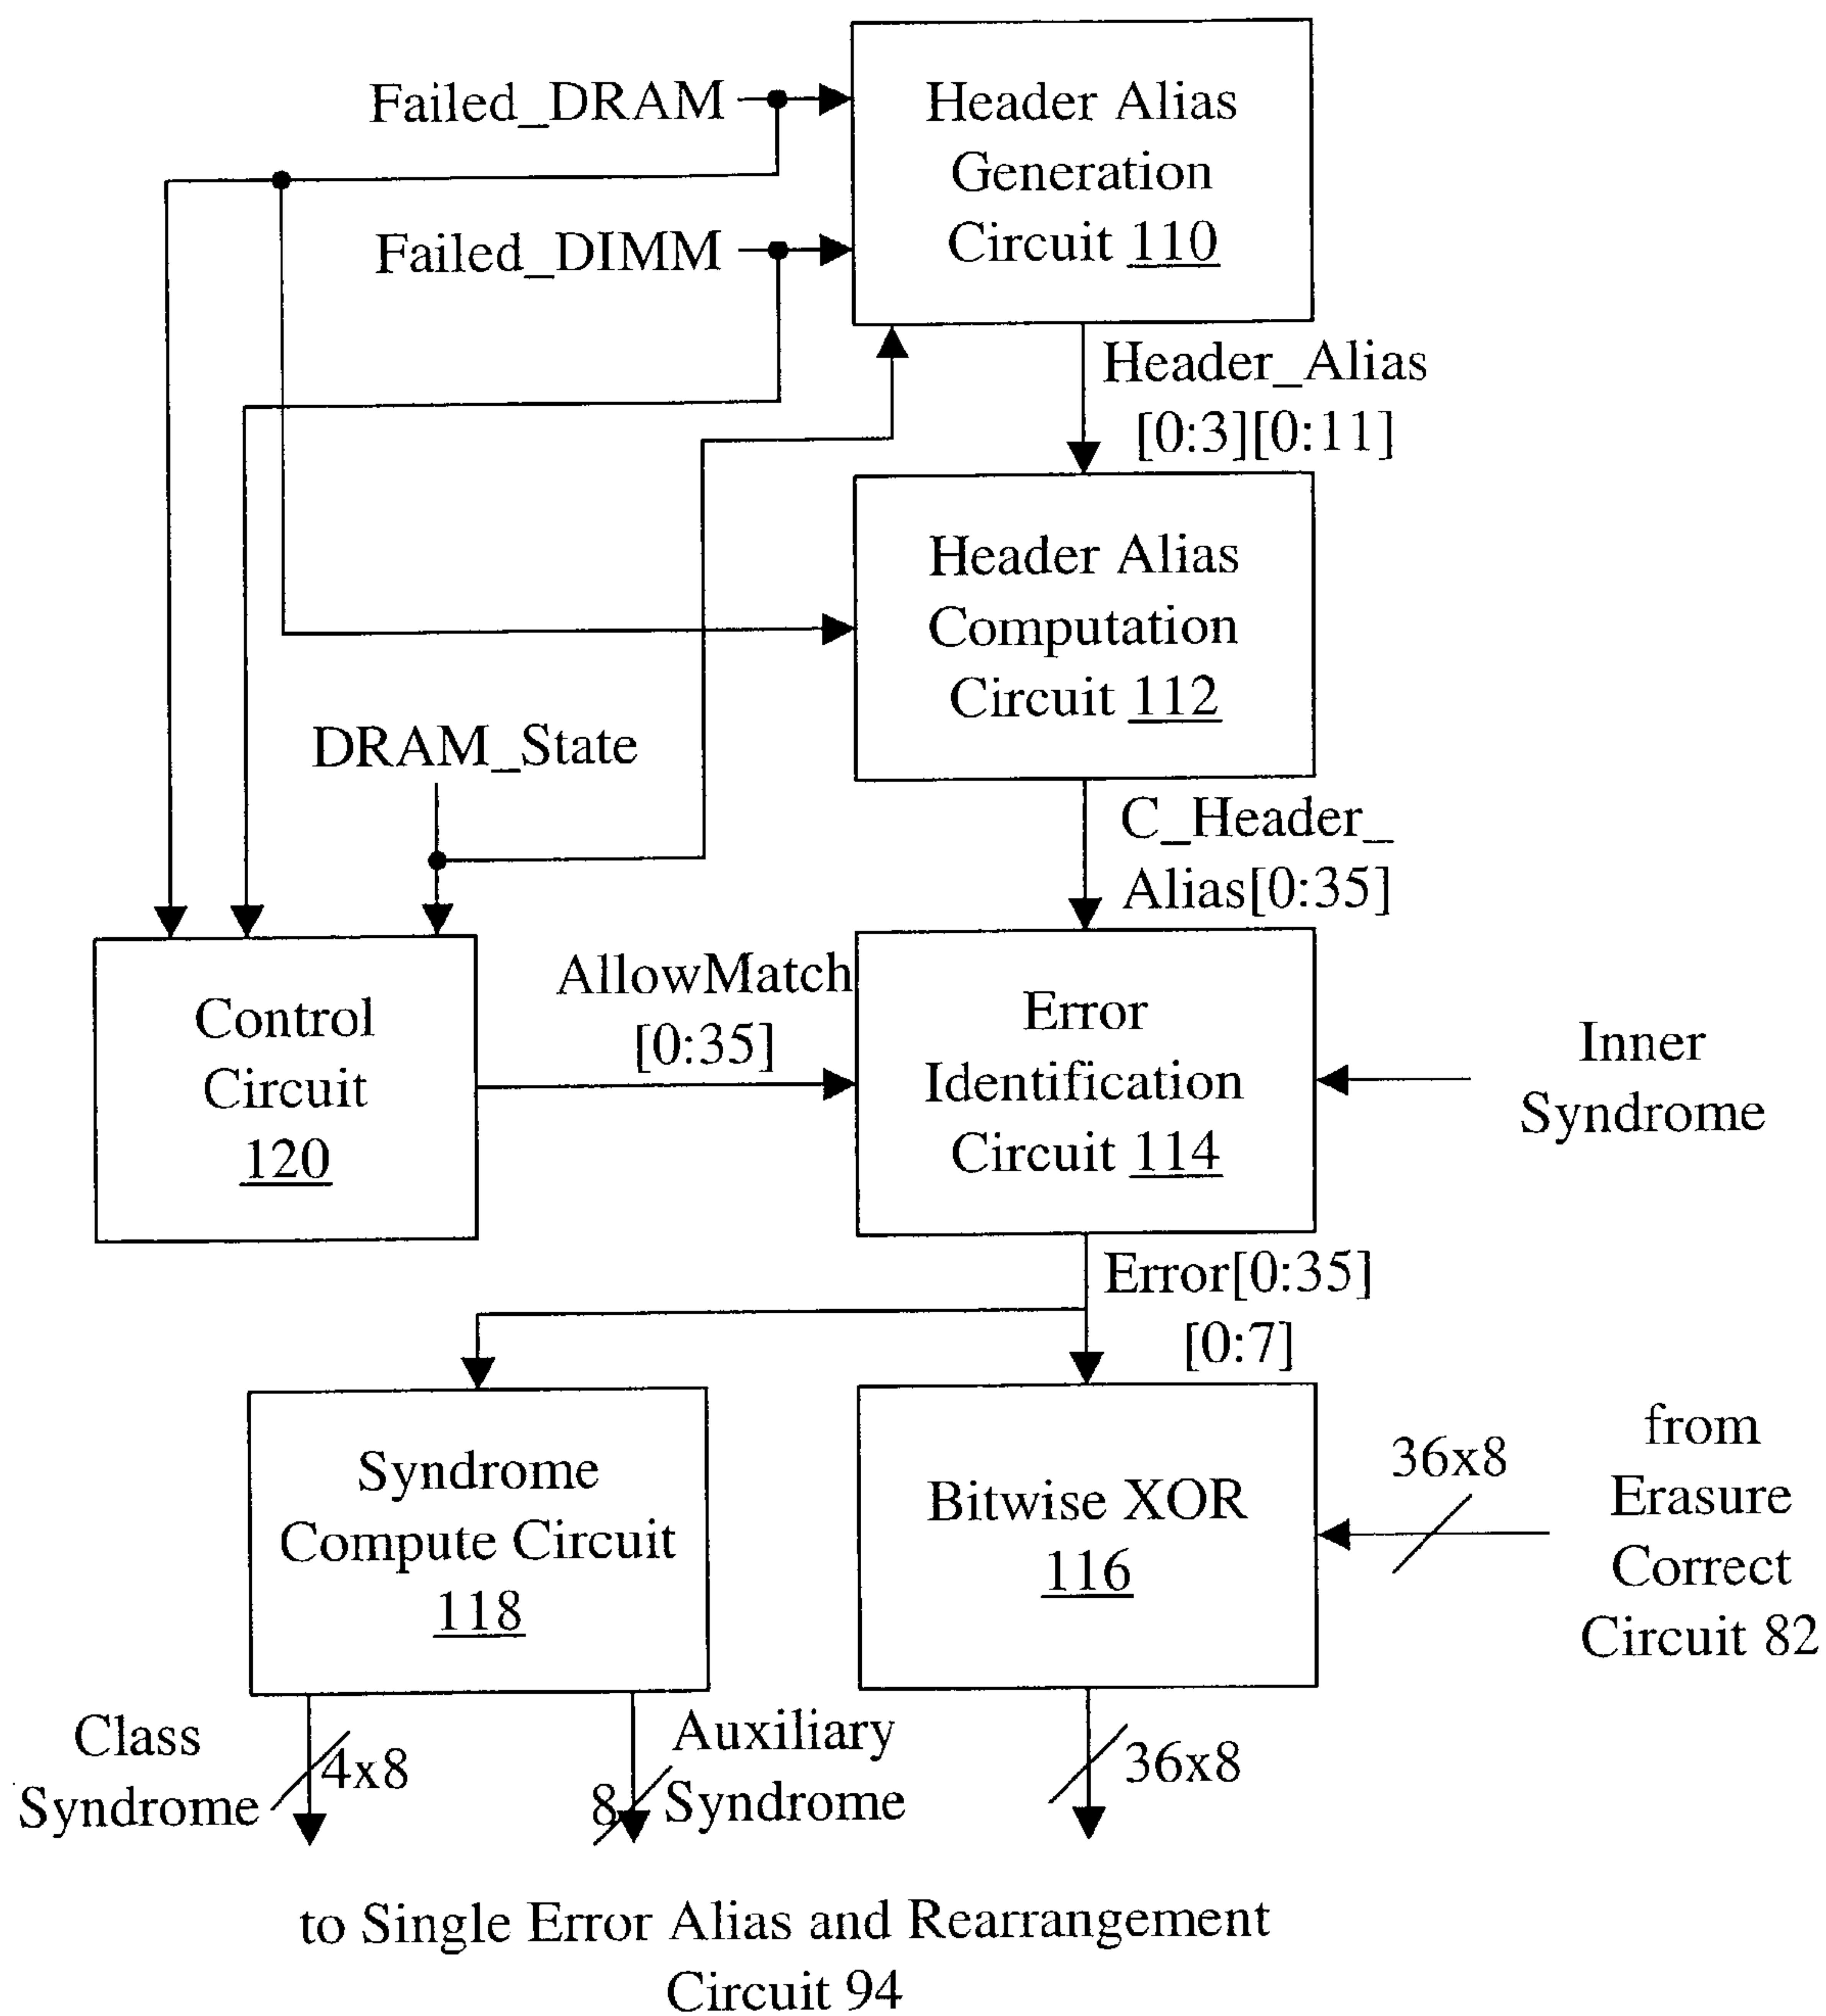 Failed_DRAM
Header Alias
Generation
Circuit 110
Failed_DIMM
Header_Alias
[0:3][0:11]
Header Alias
Computation
Circuit 112
DRAM_State
C_Header_
Alias[0:35]
Control
Circuit
120
AllowMatch
[0:35]
Error
Identification
Circuit 114
Inner
Syndrome
Error[0:35]
[0:7]
Syndrome
Compute Circuit
118
Bitwise XOR
116
36x8
from
Erasure
Correct
Circuit 82
Class
Syndrome
4x8
8
Auxiliary
Syndrome
36x8
to Single Error Alias and Rearrangement
Circuit 94